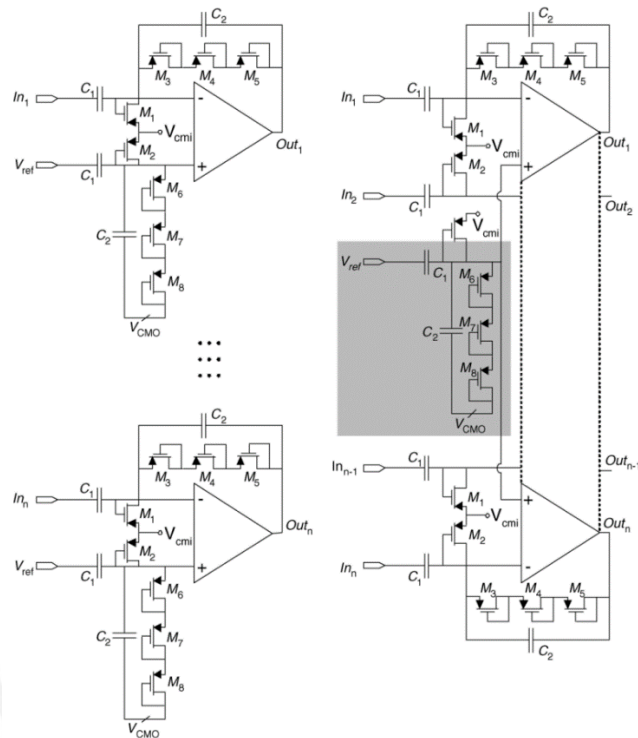 C2
M3 M4 M5
In1 C1
M1
-
Vcmi
M2
Vref C1
+
Out1
M6
C2
M7
M8
VCMO
C2
M3 M4 M5
Inn C1
M1
-
Vcmi
M2
Vref C1
+
Outn
M6
C2
M7
M8
VCMO
C2
M3 M4 M5
In1 C1
-
M1
Vcmi
M2
+
Out1
In2 C1
Out2
Vcmi
Vref C1
M6
C2
M7
M8
VCMO
Inn-1 C1
Outn-1
M1
+
Vcmi
M2
Outn
Inn C1
-
M3 M4 M5
C2